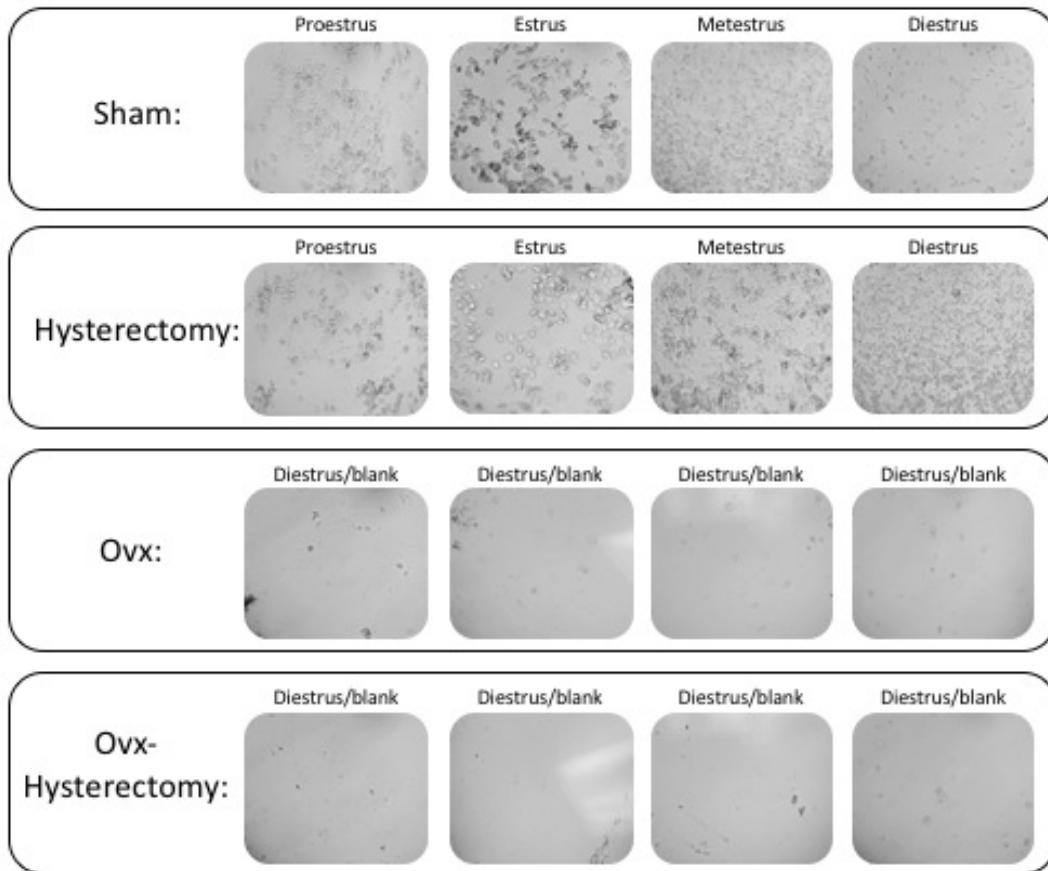 Proestrus Estrus Metestrus Diestrus
Sham:
Proestrus Estrus Metestrus Diestrus
Hysterectomy:
Diestrus/blank Diestrus/blank Diestrus/blank Diestrus/blank
Ovx:
Diestrus/blank Diestrus/blank Diestrus/blank Diestrus/blank
Ovx-
Hysterectomy: